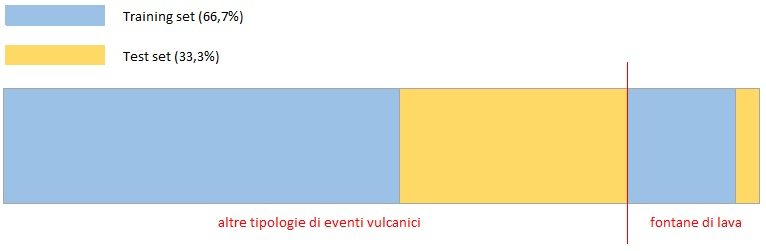 Training set (66,7%)
Test set (33,3%)
altre tipologie di eventi vulcanici
fontane di lava